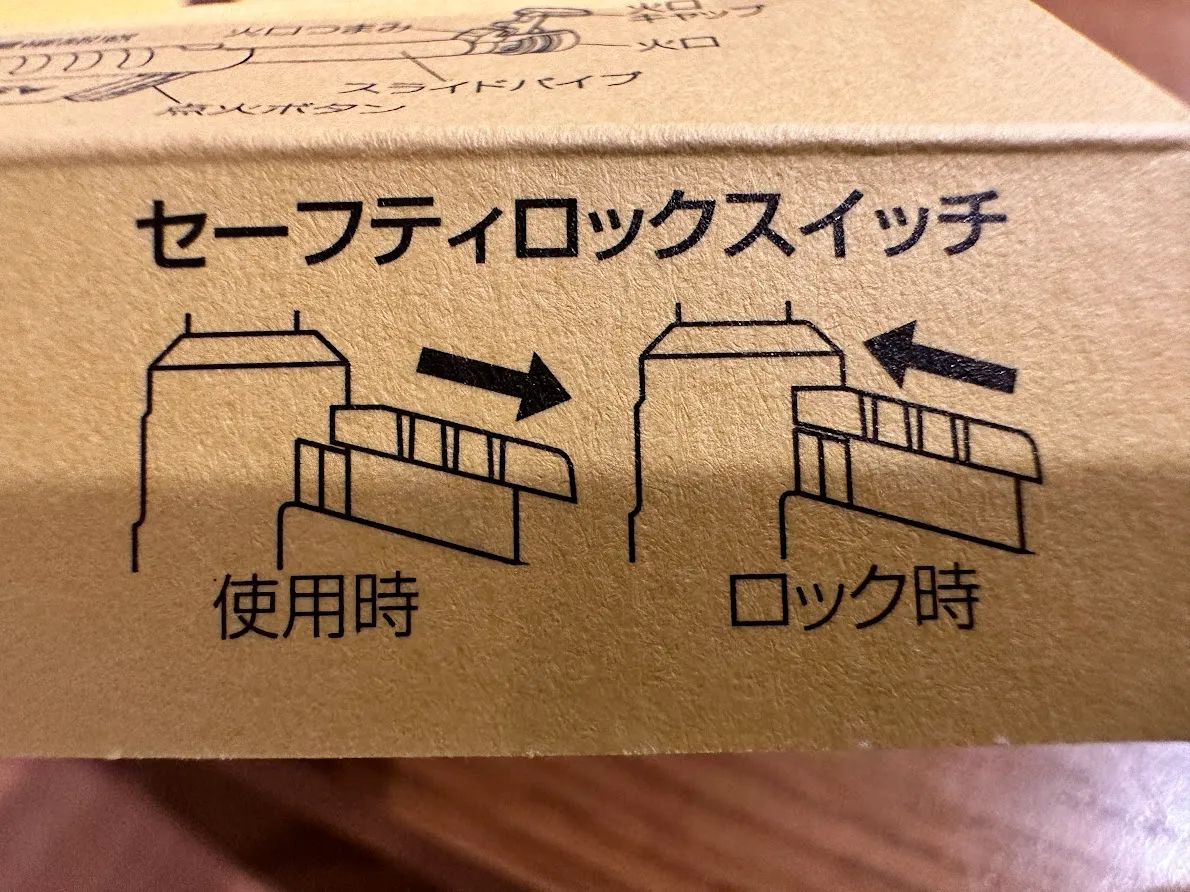 火口つまみ
火口
キャップ
火口
スライドパイプ
点火ボタン
セーフティロックスイッチ
使用時
ロック時